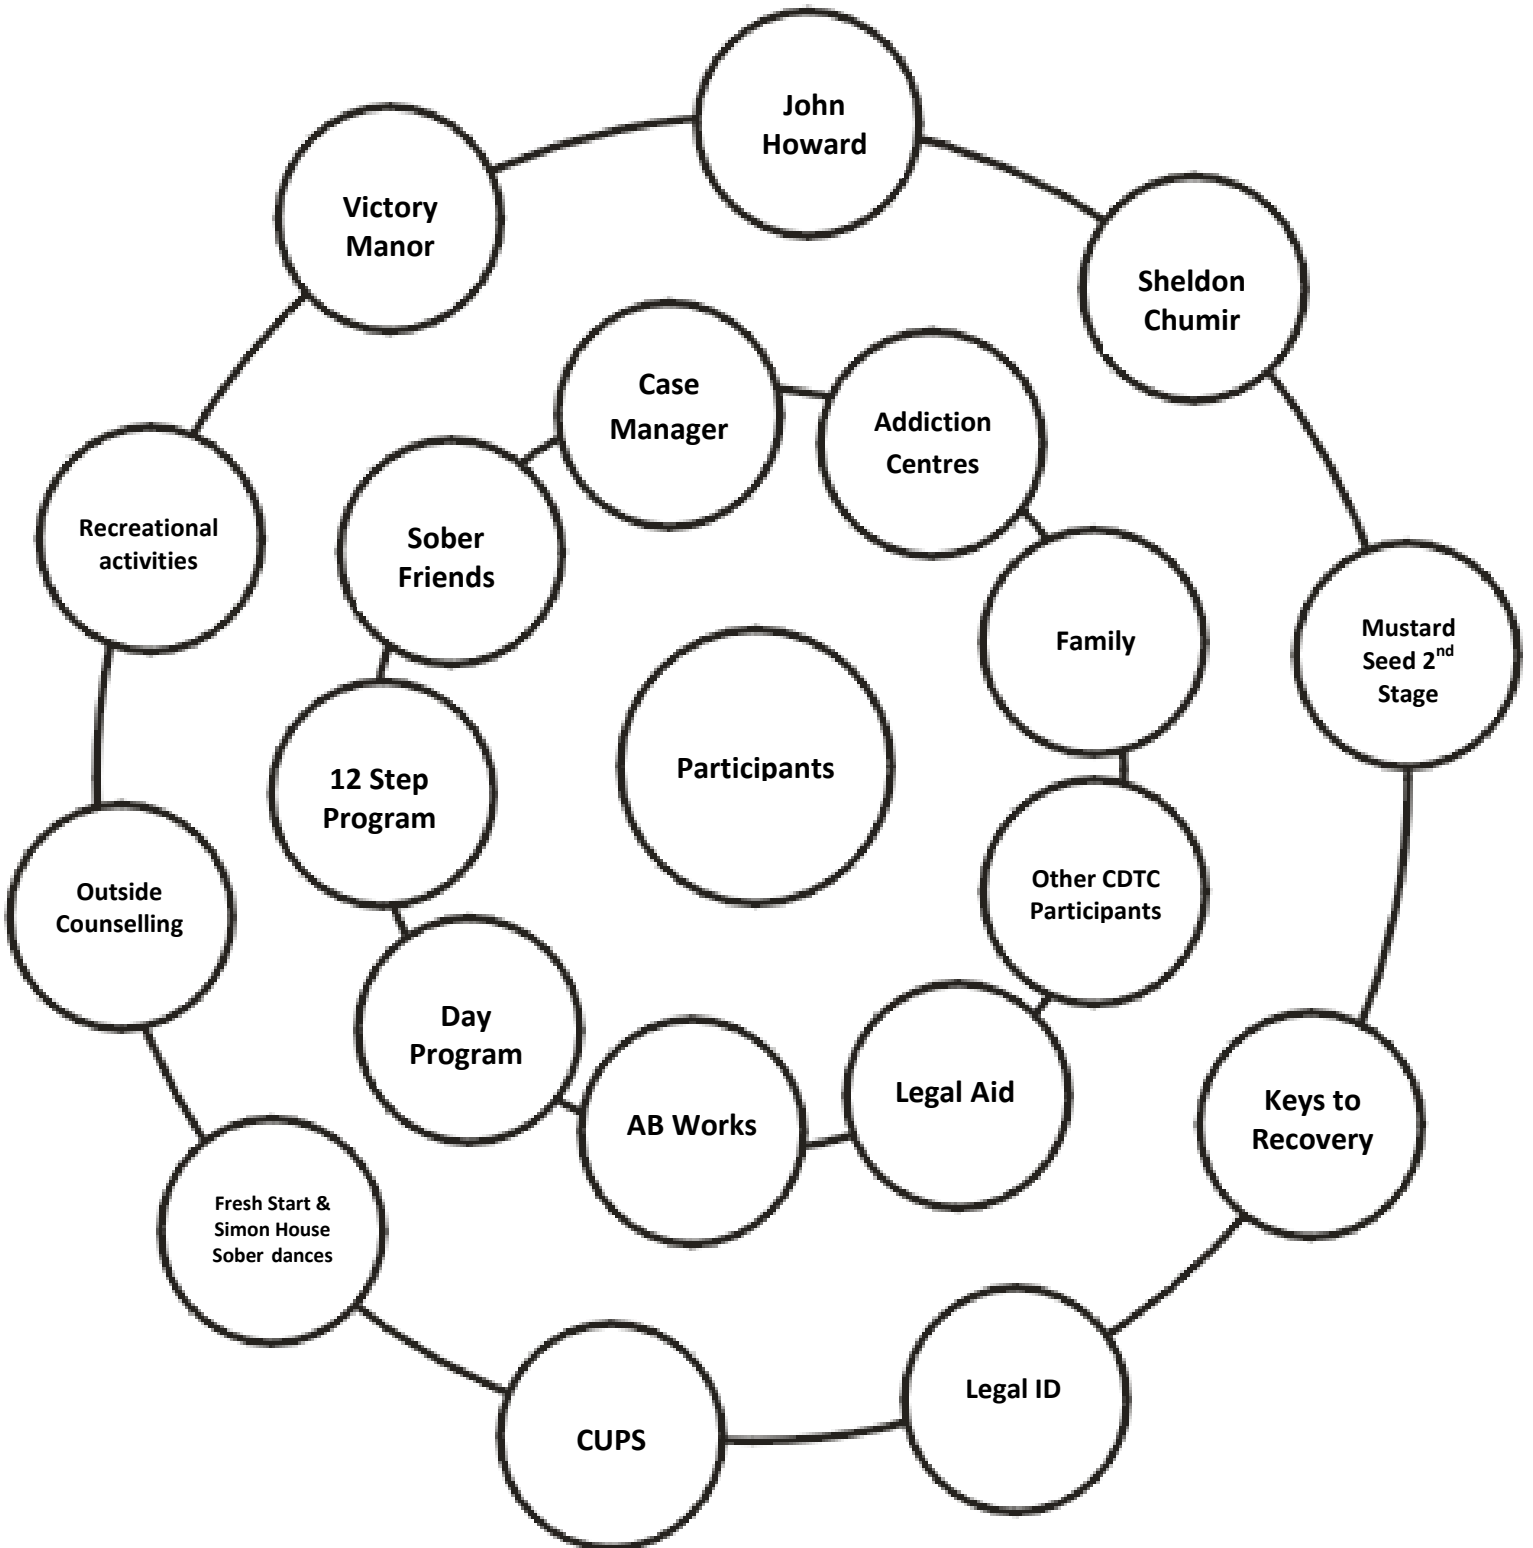 John
Howard
Victory
Manor
Sheldon
Chumir
Case
Manager
Addiction
Centres
Recreational
activities
Sober
Friends
Family
Mustard
Seed 2nd
Stage
Participants
12 Step
Program
Other CDTC
Participants
Outside
Counselling
Day
Program
AB Works
Legal Aid
Keys to
Recovery
Fresh Start &
Simon House
Sober dances
Legal ID
CUPS